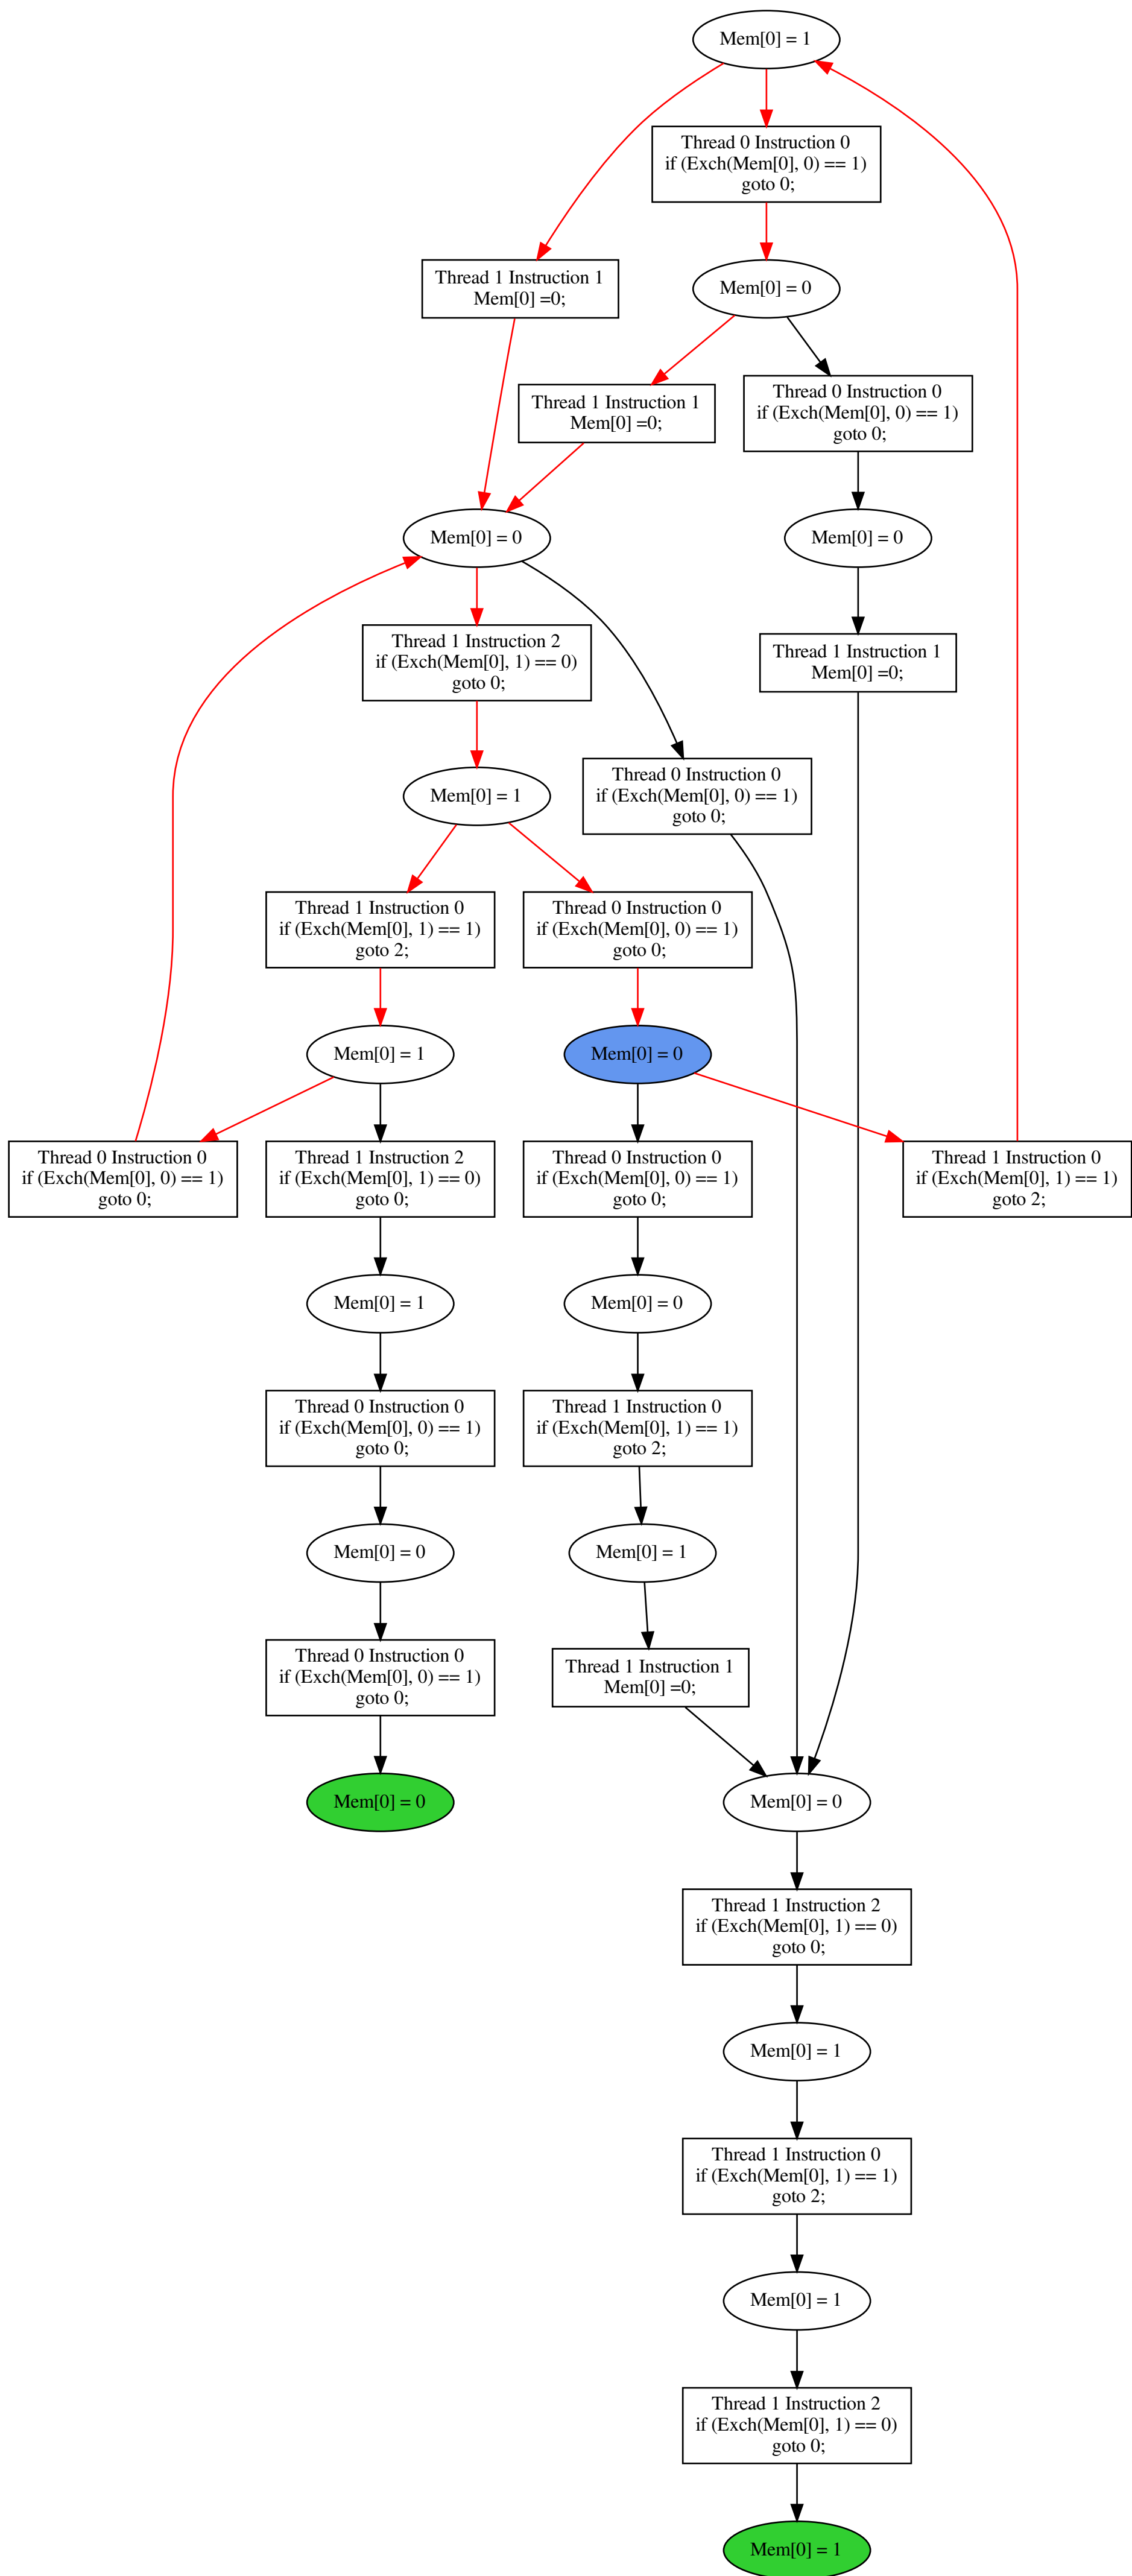 Mem[0] = 1
Thread 0 Instruction 0
if (Exch(Mem[0], 0) == 1)
goto 0;
Thread 1 Instruction 1
Mem[0] =0;
Mem[0] = 0
Thread 1 Instruction 1
Mem[0] =0;
Thread 0 Instruction 0
if (Exch(Mem[0], 0) == 1)
goto 0;
Mem[0] = 0
Mem[0] = 0
Thread 1 Instruction 2
if (Exch(Mem[0], 1) == 0)
goto 0;
Thread 1 Instruction 1
Mem[0] =0;
Mem[0] = 1
Thread 0 Instruction 0
if (Exch(Mem[0], 0) == 1)
goto 0;
Thread 1 Instruction 0
if (Exch(Mem[0], 1) == 1)
goto 2;
Thread 0 Instruction 0
if (Exch(Mem[0], 0) == 1)
goto 0;
Mem[0] = 1
Mem[0] = 0
Thread 0 Instruction 0
if (Exch(Mem[0], 0) == 1)
goto 0;
Thread 1 Instruction 2
if (Exch(Mem[0], 1) == 0)
goto 0;
Thread 0 Instruction 0
if (Exch(Mem[0], 0) == 1)
goto 0;
Thread 1 Instruction 0
if (Exch(Mem[0], 1) == 1)
goto 2;
Mem[0] = 1
Mem[0] = 0
Thread 0 Instruction 0
if (Exch(Mem[0], 0) == 1)
goto 0;
Thread 1 Instruction 0
if (Exch(Mem[0], 1) == 1)
goto 2;
Mem[0] = 0
Mem[0] = 1
Thread 0 Instruction 0
if (Exch(Mem[0], 0) == 1)
goto 0;
Thread 1 Instruction 1
Mem[0] =0;
Mem[0] = 0
Mem[0] = 0
Thread 1 Instruction 2
if (Exch(Mem[0], 1) == 0)
goto 0;
Mem[0] = 1
Thread 1 Instruction 0
if (Exch(Mem[0], 1) == 1)
goto 2;
Mem[0] = 1
Thread 1 Instruction 2
if (Exch(Mem[0], 1) == 0)
goto 0;
Mem[0] = 1